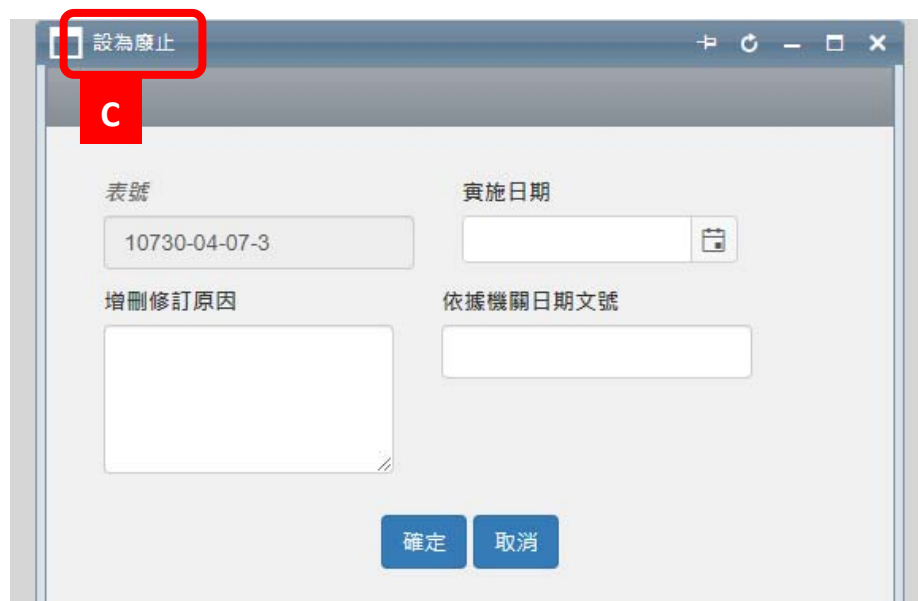 設為廢止
C
表號
實施日期
10730-04-07-3
增刪修訂原因
依據機關日期文號
確定
取消